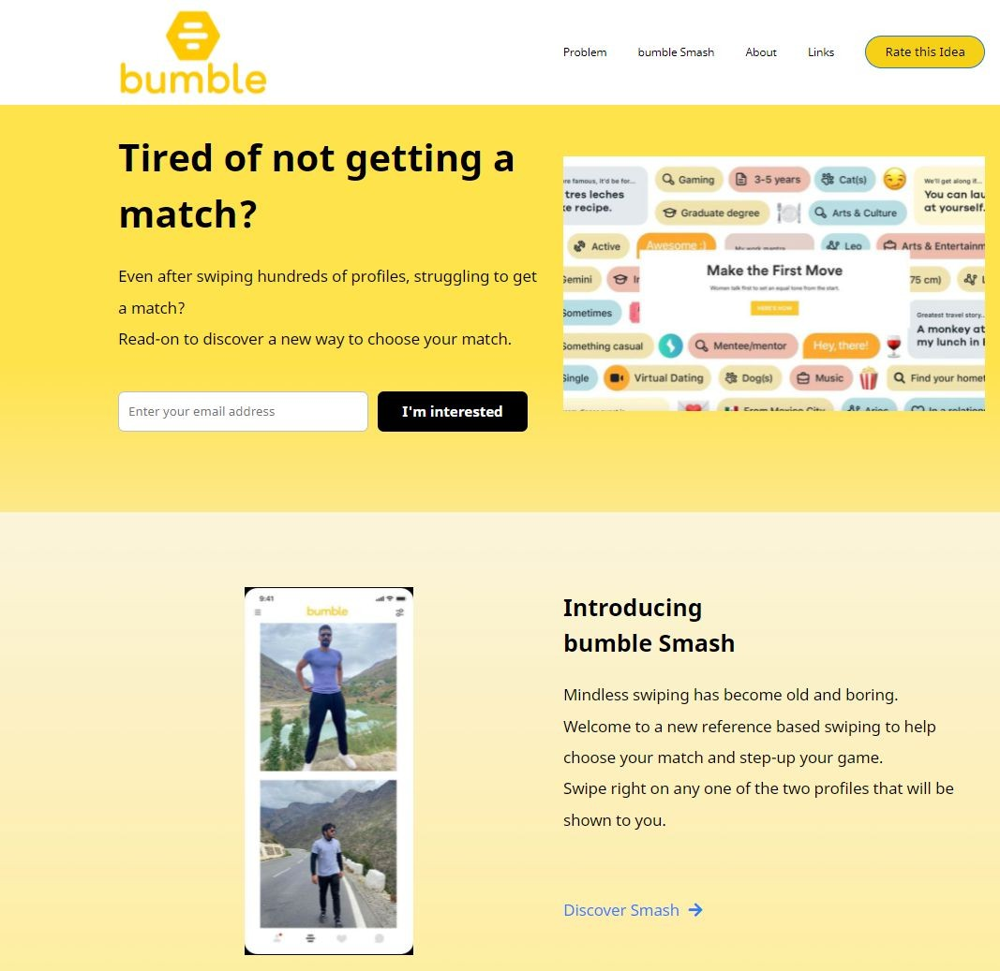 bumble
Problem
bumble Smash
About
Links
Rate this Idea
Tired of not getting a
match?
Even after swiping hundreds of profiles, struggling to get
a match?
Read-on to discover a new way to choose your match.
Enter your email address
I'm interested
re famous, it'd be for...
tres leches
e recipe.
Gaming
3-5 years
Cat(s)
We'll get along if...
You can lau
at yourself.
Graduate degree
Arts & Culture
Active
Awesome :)
My work mantra
Leo
Arts & Entertainm
Gemini
Make the First Move
Women talk first to set an equal tone from the start.
HERE'S HOW
75 cm)
Sometimes
Greatest travel story...
A monkey at
my lunch in
Something casual
Mentee/mentor
Hey, there!
Single
Virtual Dating
Dog(s)
Music
Find your homet
From Mexico City
Aries
In a relation
9:41
bumble
Introducing
bumble Smash
Mindless swiping has become old and boring.
Welcome to a new reference based swiping to help
choose your match and step-up your game.
Swipe right on any one of the two profiles that will be
shown to you.
Discover Smash